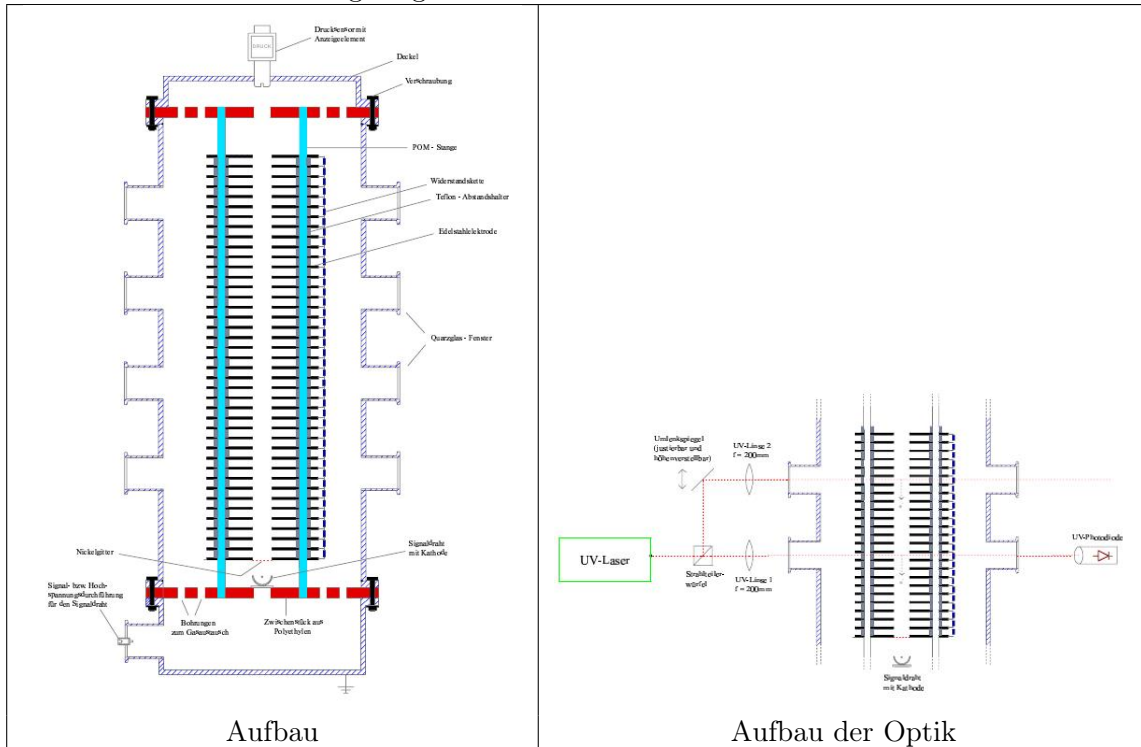 Drucksensor mit
Anzeigeelement
DRUCK
Deckel
Verschraubung
POM - Stange
Widerstandskette
Teflon - Abstandshalter
Edelstahlelektrode
Quarzglas - Fenster
Nickelgitter
Signaldraht
mit Kathode
Signal- bzw. Hoch-
spannungsdurchführung
für den Signaldraht
Bohrungen
zum Gasaustausch
Zwischenstück aus
Polyethylen
Aufbau
Umlenkspiegel
(justierbar und
höhenverstellbar)
UV-Linse 2
f = 200mm
UV-Laser
Strahlteiler-
würfel
UV-Linse 1
f = 200mm
UV-Photodiode
Signaldraht
mit Kathode
Aufbau der Optik